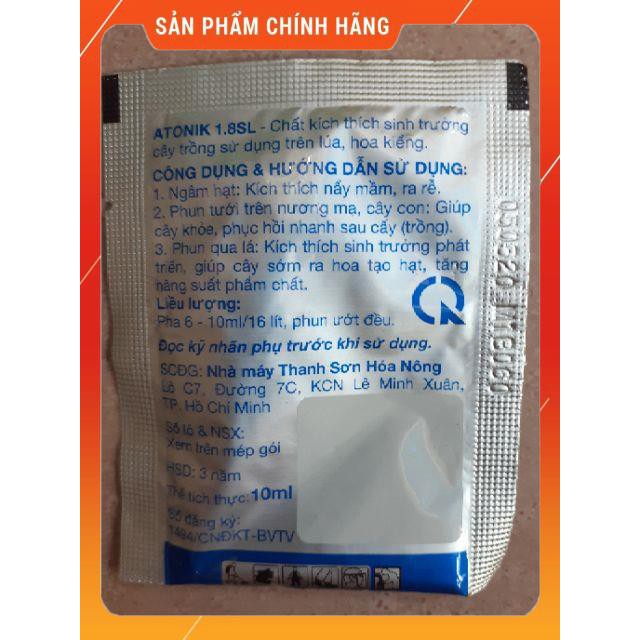 SẢN PHẨM CHÍNH HÃNG
ATONIK 1.8SL - Chất kích thích sinh trưởng
cây trồng sử dụng trên lúa, hoa kiểng.
CÔNG DỤNG & HƯỚNG DẪN SỬ DỤNG:
1. Ngâm hạt: Kích thích nẩy mầm, ra rễ.
2. Phun tưới trên nương mạ, cây con: Giúp
cây khỏe, phục hồi nhanh sau cấy (trồng).
3. Phun qua lá: Kích thích sinh trưởng phát
triển, giúp cây sớm ra hoa tạo hạt, tăng
năng suất phẩm chất.
Liều lượng:
Pha 6 - 10ml/16 lít, phun ướt đều.
Đọc kỹ nhãn phụ trước khi sử dụng.
SCĐG: Nhà máy Thanh Sơn Hóa Nông
Lô C7, Đường 7C, KCN Lê Minh Xuân,
TP. Hồ Chí Minh
Số lô & NSX:
Xem trên mép gói
HSD: 3 năm
Thể tích thực: 10ml
Số đăng ký:
1494/CNĐKT-BVTV
050520